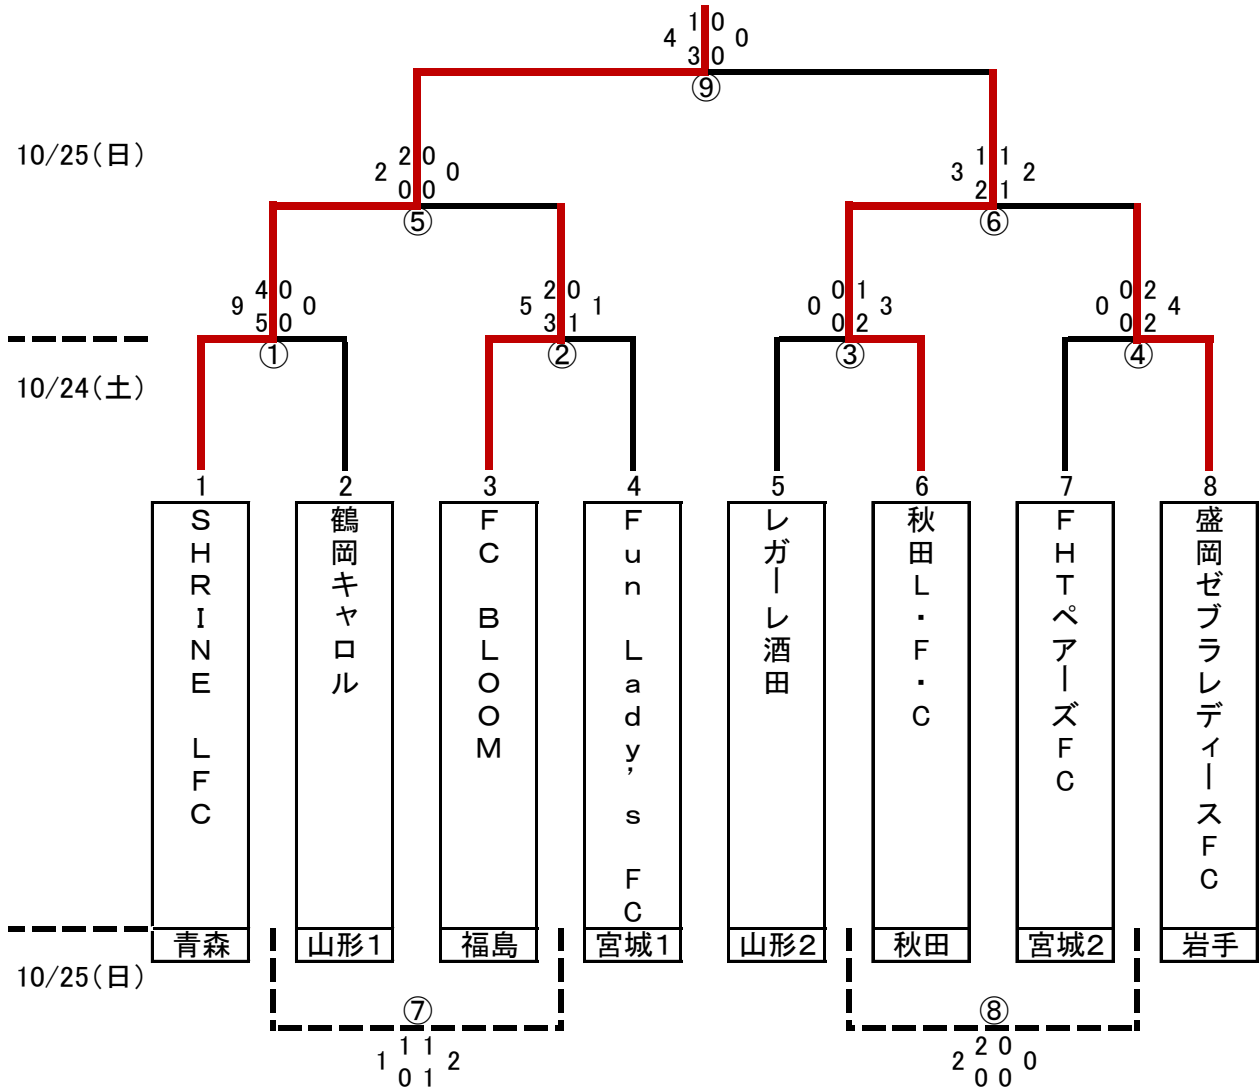 1 0
4 0
3 0
⑨
10/25(日)
2 0
2 0
0 0
⑤
1 1
3 2
2 1
⑥
4 0
9 0
5 0
①
2 0
5 1
3 1
②
0 1
0 3
0 2
③
0 2
0 4
0 2
④
10/24(土)
1
2
3
4
5
6
7
8
SHRINE LFC
鶴岡キャロル
FC BLOOM
Fun Lady's FC
レガーレ酒田
秋田L・F・C
FHTペアーズFC
盛岡ゼブラレディースFC
青森
山形1
福島
宮城1
山形2
秋田
宮城2
岩手
10/25(日)
⑦
1 1
1 2
0 1
⑧
2 0
2 0
0 0